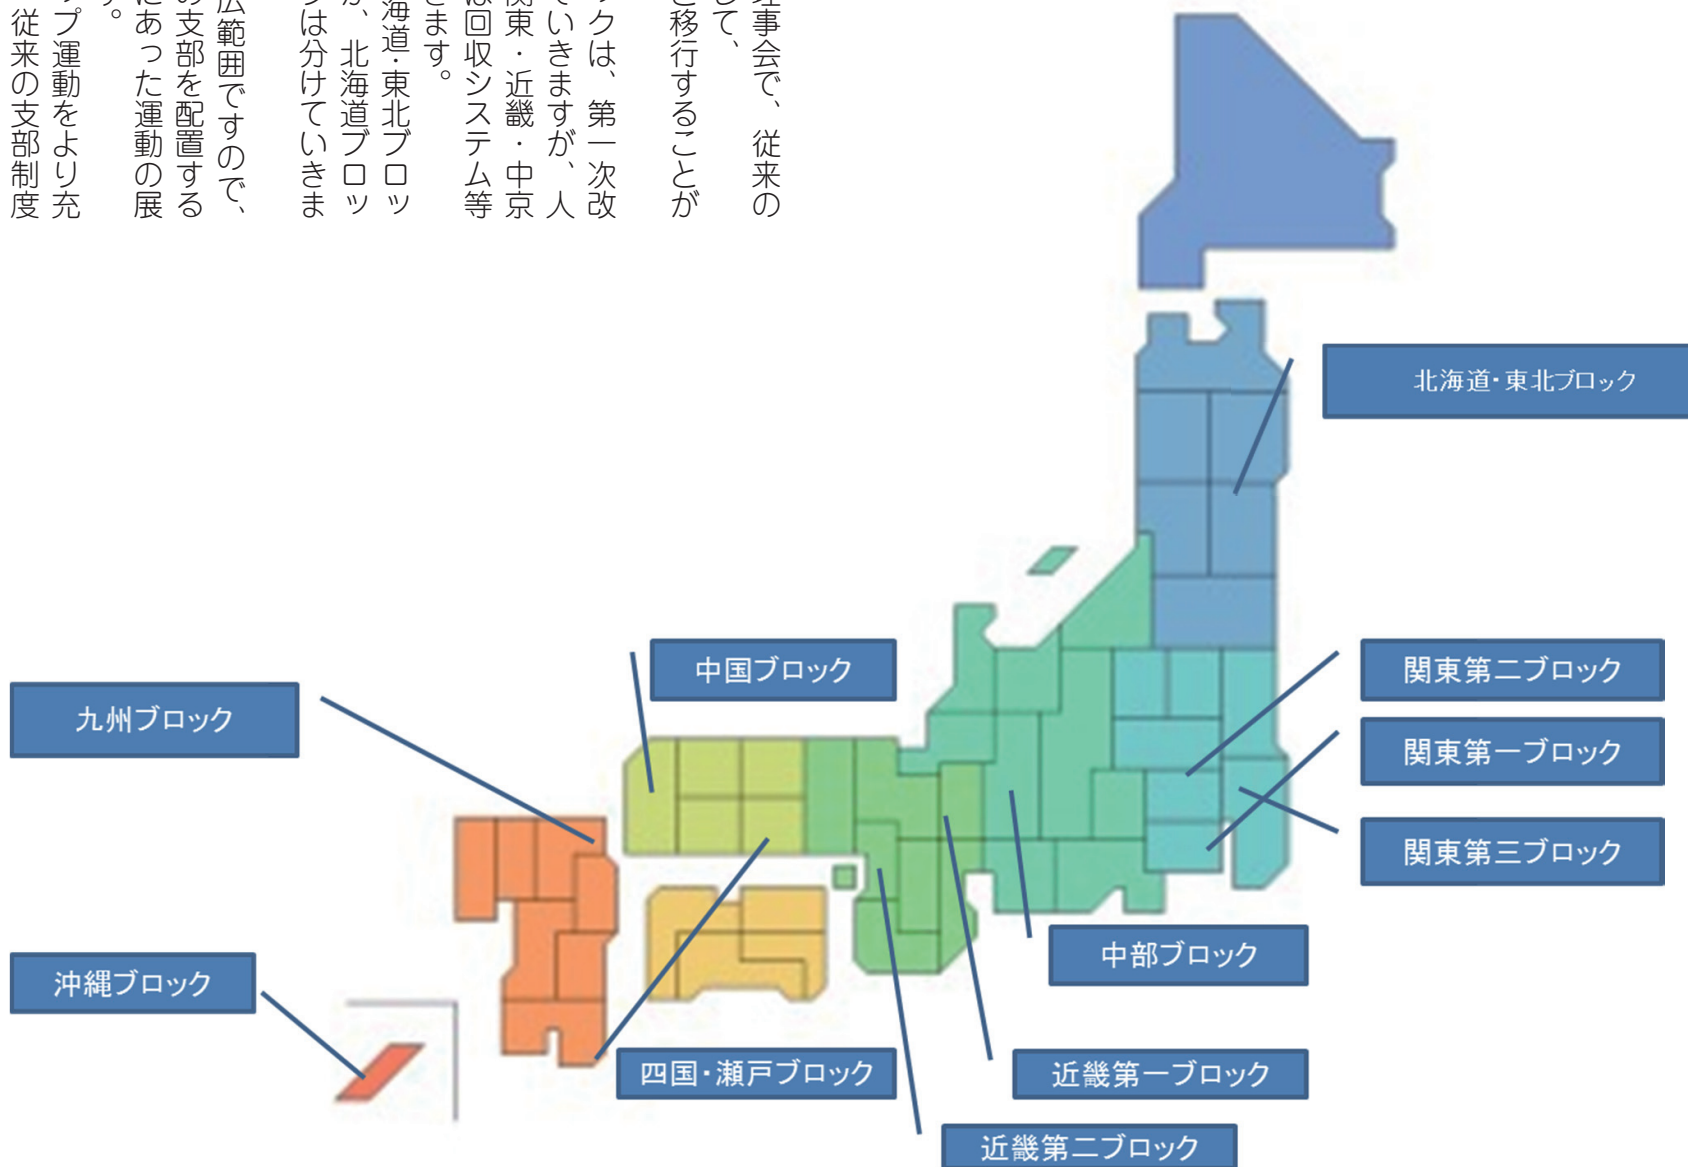 理事会で、従来の
して、
と移行することが
ックは、第一次改
ていきますが、人
関東・近畿・中京
は回収システム等
きます。
海道・東北ブロッ
が、北海道ブロッ
りは分けていきま
広範囲ですので、
の支部を配置する
にあった運動の展
す。
ップ運動をより充
従来の支部制度
北海道・東北ブロック
中国ブロック
関東第二ブロック
九州ブロック
関東第一ブロック
関東第三ブロック
中部ブロック
沖縄ブロック
四国・瀬戸ブロック
近畿第一ブロック
近畿第二ブロック